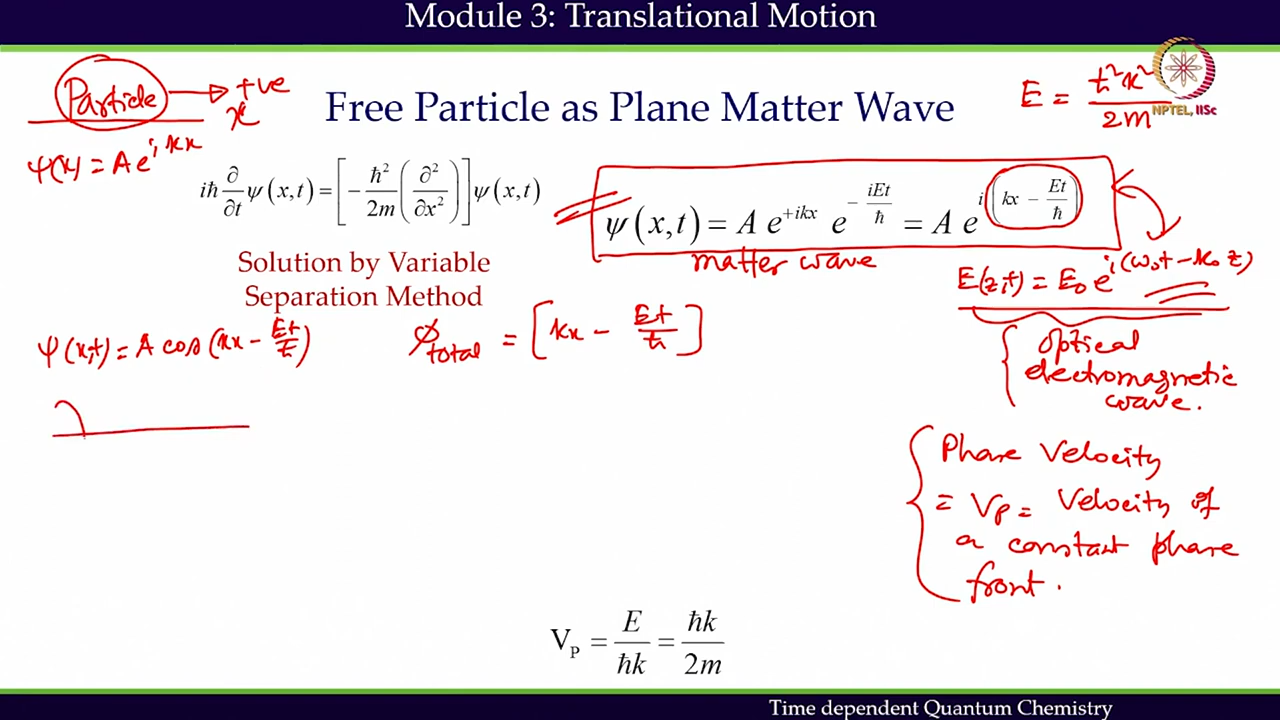 Module 3: Translational Motion
Particle → +ve x
Free Particle as Plane Matter Wave
E = ħ²k²/2m
NPTEL, IISc
ψ(x) = A e^{i kx}
iħ ∂/∂t ψ(x,t) = [−ħ²/2m (∂²/∂x²)] ψ(x,t)
ψ(x,t) = A e^{+ikx} e^{−iEt/ħ} = A e^{i(kx − Et/ħ)}
matter wave
Solution by Variable
Separation Method
E(z,t) = E₀ e^{i(ω₀t − k₀z)}
ψ(x,t) = A cos(kx − Et/ħ)
ϕ_total = [kx − Et/ħ]
optical
electromagnetic
wave.
Phase Velocity
= Vp = Velocity of
a constant phase
front.
V_P = E/ħk = ħk/2m
Time dependent Quantum Chemistry